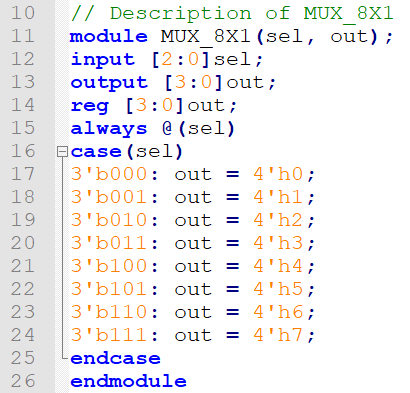 10 // Description of MUX_8X1
11 module MUX_8X1(sel, out);
12 input [2:0]sel;
13 output [3:0]out;
14 reg [3:0]out;
15 always @(sel)
16 case(sel)
17 3'b000: out = 4'h0;
18 3'b001: out = 4'h1;
19 3'b010: out = 4'h2;
20 3'b011: out = 4'h3;
21 3'b100: out = 4'h4;
22 3'b101: out = 4'h5;
23 3'b110: out = 4'h6;
24 3'b111: out = 4'h7;
25 endcase
26 endmodule